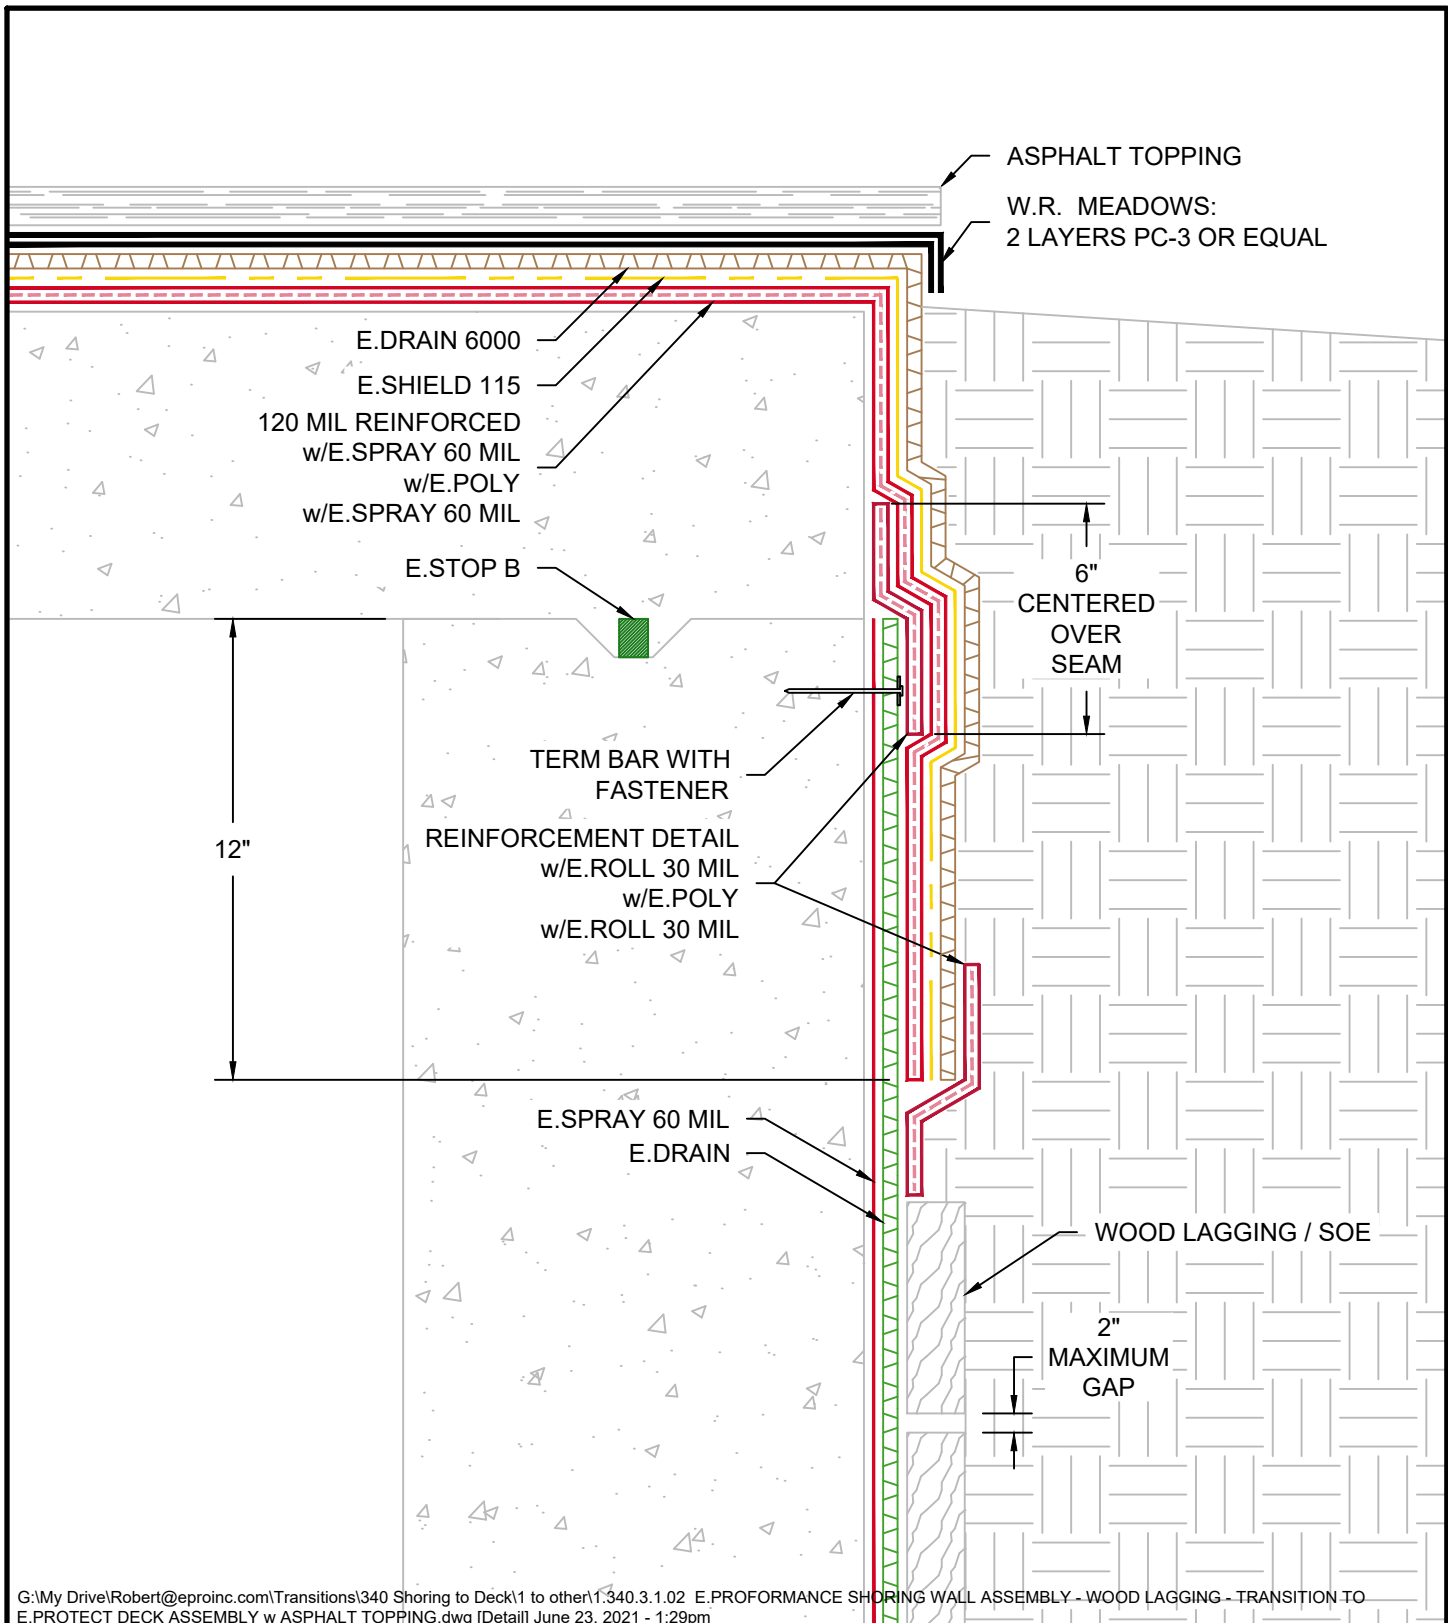 ASPHALT TOPPING
W.R. MEADOWS:
2 LAYERS PC-3 OR EQUAL
E.DRAIN 6000
E.SHIELD 115
120 MIL REINFORCED
w/E.SPRAY 60 MIL
w/E.POLY
w/E.SPRAY 60 MIL
E.STOP B
6"
CENTERED
OVER
SEAM
TERM BAR WITH
FASTENER
12"
REINFORCEMENT DETAIL
w/E.ROLL 30 MIL
w/E.POLY
w/E.ROLL 30 MIL
E.SPRAY 60 MIL
E.DRAIN
WOOD LAGGING / SOE
2"
MAXIMUM
GAP
G:\My Drive\Robert@eproinc.com\Transitions\340 Shoring to Deck\1 to other\1.340.3.1.02 E.PROFORMANCE SHORING WALL ASSEMBLY - WOOD LAGGING - TRANSITION TO
E.PROTECT DECK ASSEMBLY w ASPHALT TOPPING.dwg [Detail] June 23, 2021 - 1:29pm